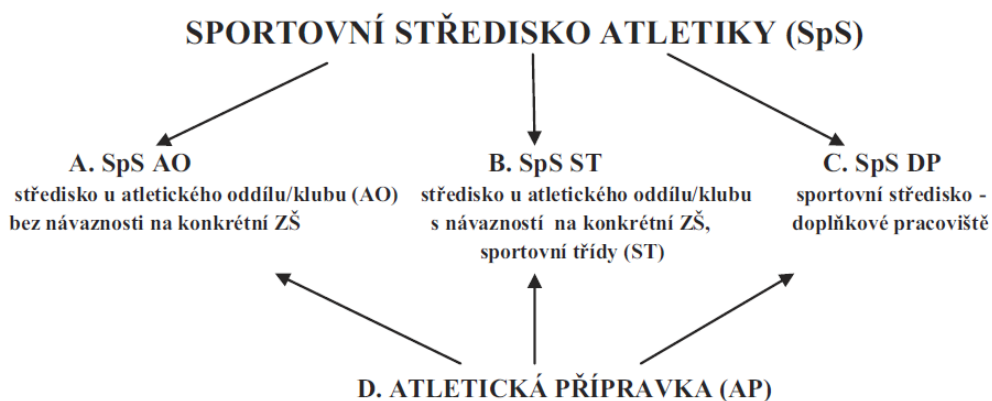 SPORTOVNÍ STŘEDISKO ATLETIKY (SpS)
A. SpS AO
středisko u atletického oddílu/klubu (AO)
bez návaznosti na konkrétní ZŠ
B. SpS ST
středisko u atletického oddílu/klubu
s návazností na konkrétní ZŠ,
sportovní třídy (ST)
C. SpS DP
sportovní středisko -
doplňkové pracoviště
D. ATLETICKÁ PŘÍPRAVKA (AP)